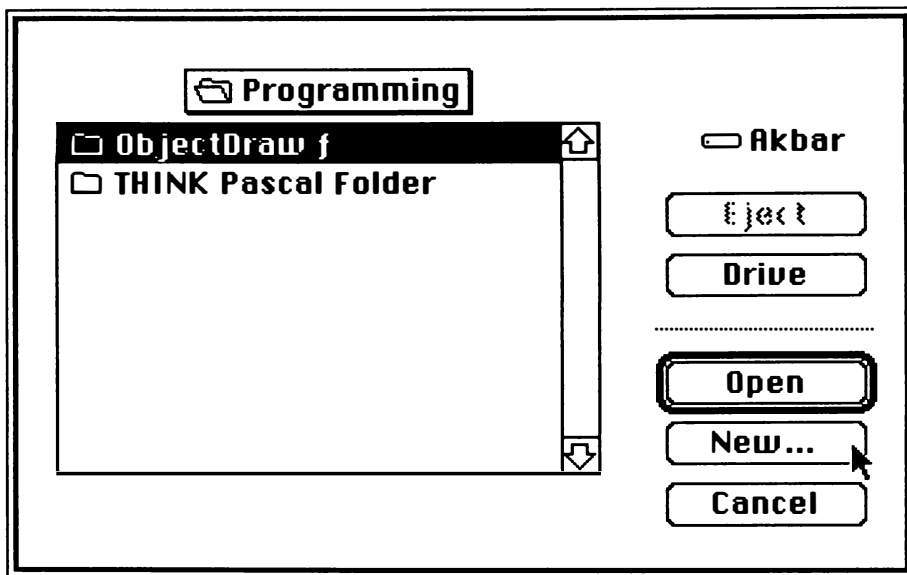 Programming
ObjectDraw ƒ
THINK Pascal Folder
Akbar
Eject
Drive
Open
New...
Cancel